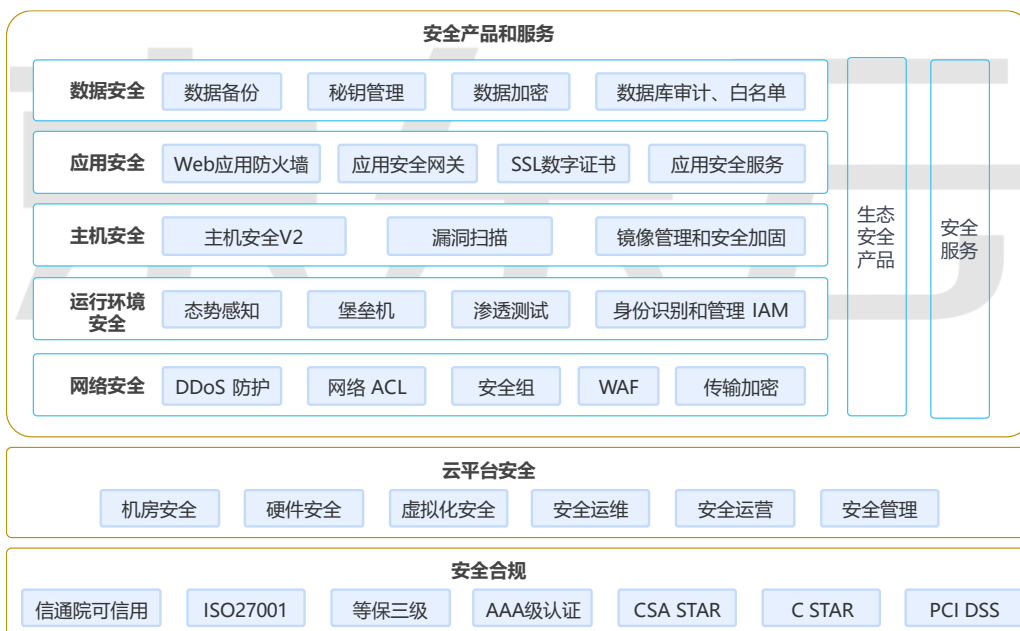 安全产品和服务
数据安全 数据备份 秘钥管理 数据加密 数据库审计、白名单
应用安全 Web应用防火墙 应用安全网关 SSL数字证书 应用安全服务
主机安全 主机安全V2 漏洞扫描 镜像管理和安全加固
运行环境
安全
态势感知 堡垒机 渗透测试 身份识别和管理 IAM
网络安全 DDoS 防护 网络 ACL 安全组 WAF 传输加密
生态
安全
产品
安全
服务
云平台安全
机房安全 硬件安全 虚拟化安全 安全运维 安全运营 安全管理
安全合规
信通院可信用 ISO27001 等保三级 AAA级认证 CSA STAR C STAR PCI DSS